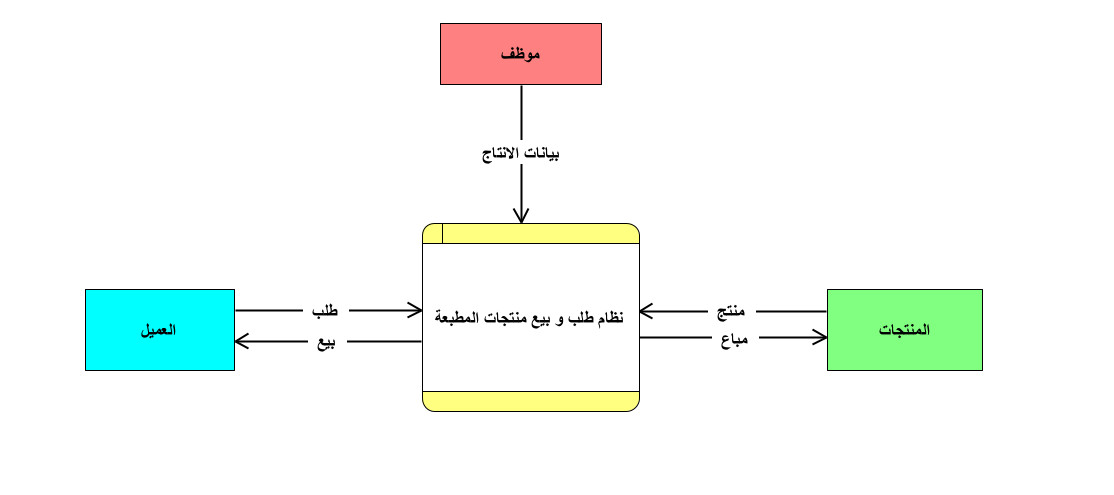 موظف
بيانات الانتاج
المنتجات
منتج
مباع
نظام طلب و بيع منتجات المطبعة
طلب
بيع
العميل